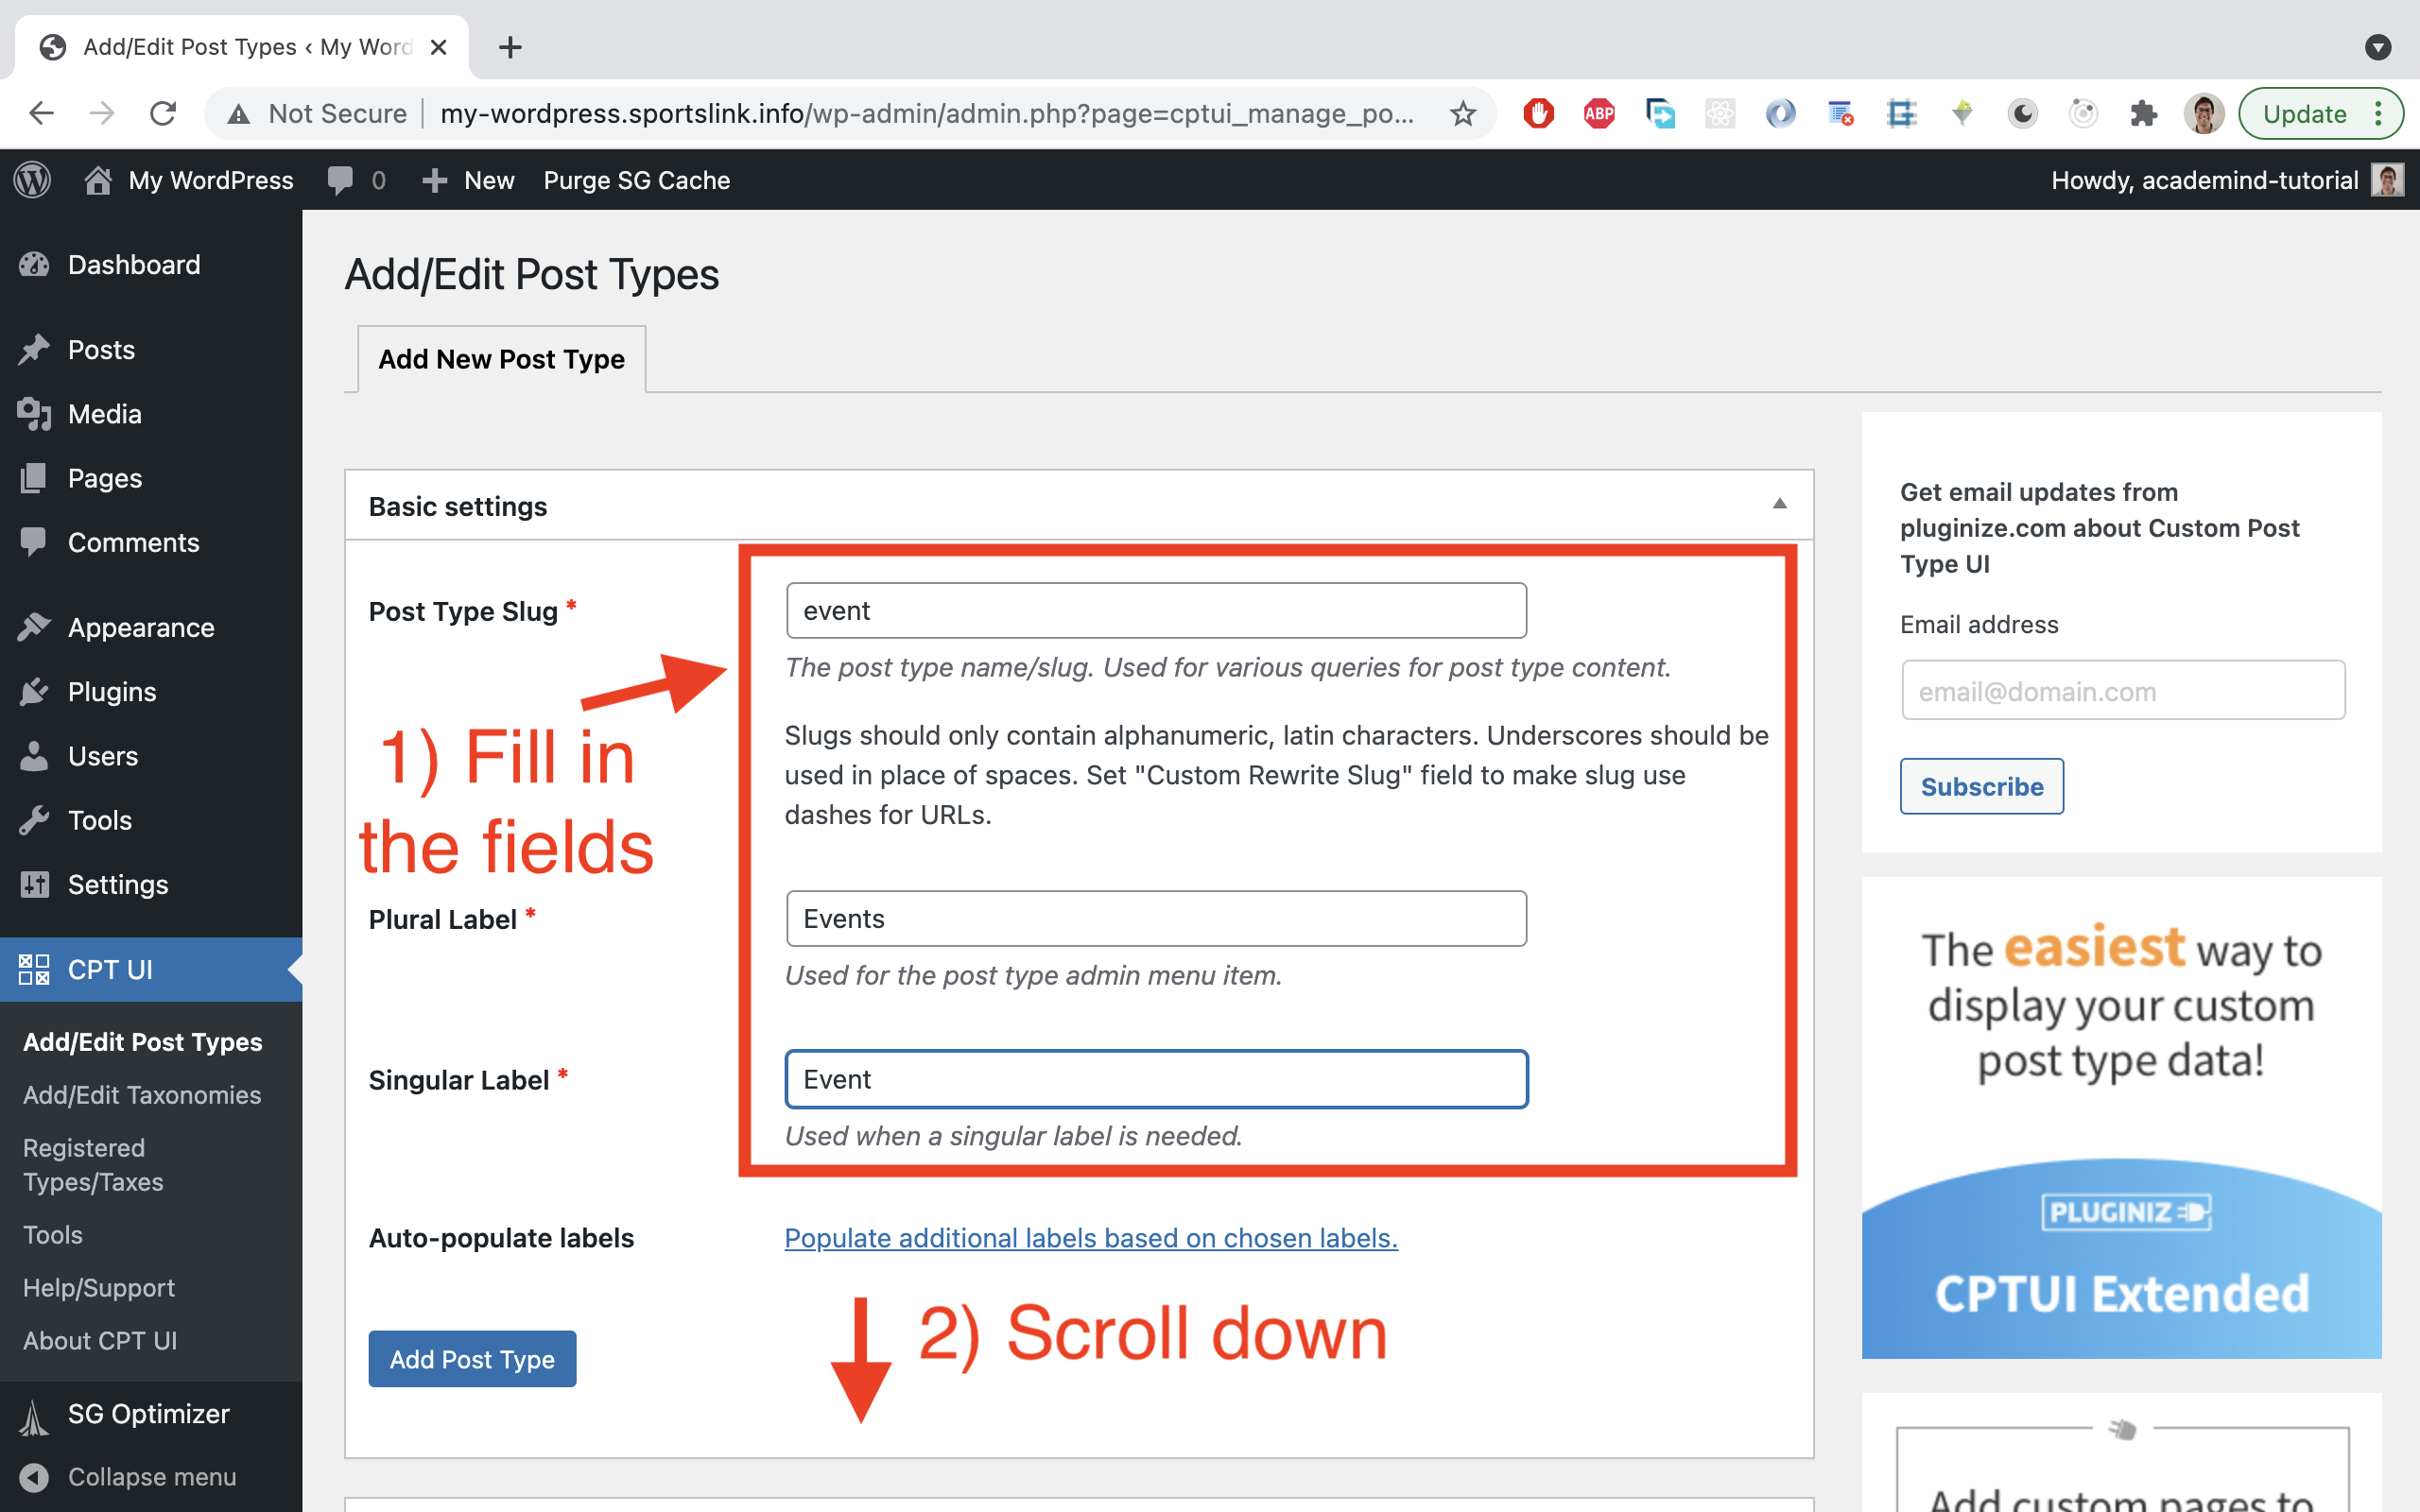 Add/Edit Post Types ‹ My Word
Not Secure
my-wordpress.sportslink.info/wp-admin/admin.php?page=cptui_manage_po...
ABP
Update
My WordPress
0
New
Purge SG Cache
Howdy, academind-tutorial
Dashboard
Posts
Media
Pages
Comments
Appearance
Plugins
Users
Tools
Settings
CPT UI
Add/Edit Post Types
Add/Edit Taxonomies
Registered
Types/Taxes
Tools
Help/Support
About CPT UI
SG Optimizer
Collapse menu
Add/Edit Post Types
Add New Post Type
Basic settings
Post Type Slug *
event
The post type name/slug. Used for various queries for post type content.
Slugs should only contain alphanumeric, latin characters. Underscores should be
used in place of spaces. Set "Custom Rewrite Slug" field to make slug use
dashes for URLs.
1) Fill in
the fields
Plural Label *
Events
Used for the post type admin menu item.
Singular Label *
Event
Used when a singular label is needed.
Auto-populate labels
Populate additional labels based on chosen labels.
2) Scroll down
Add Post Type
Get email updates from
pluginize.com about Custom Post
Type UI
Email address
email@domain.com
Subscribe
The easiest way to
display your custom
post type data!
PLUGINIZ
CPTUI Extended
Add custom pages to